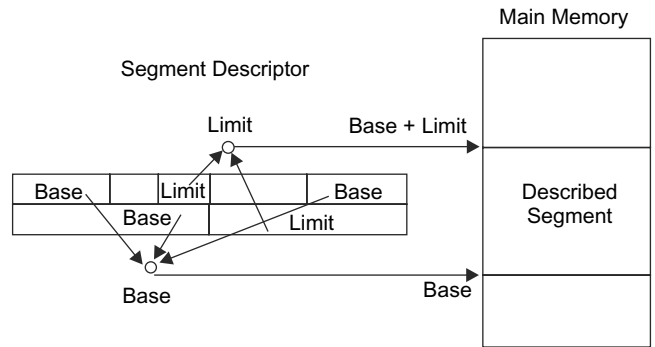 Main Memory
Segment Descriptor
Limit
Base + Limit
Base Limit Base
Base Limit
Described
Segment
Base
Base